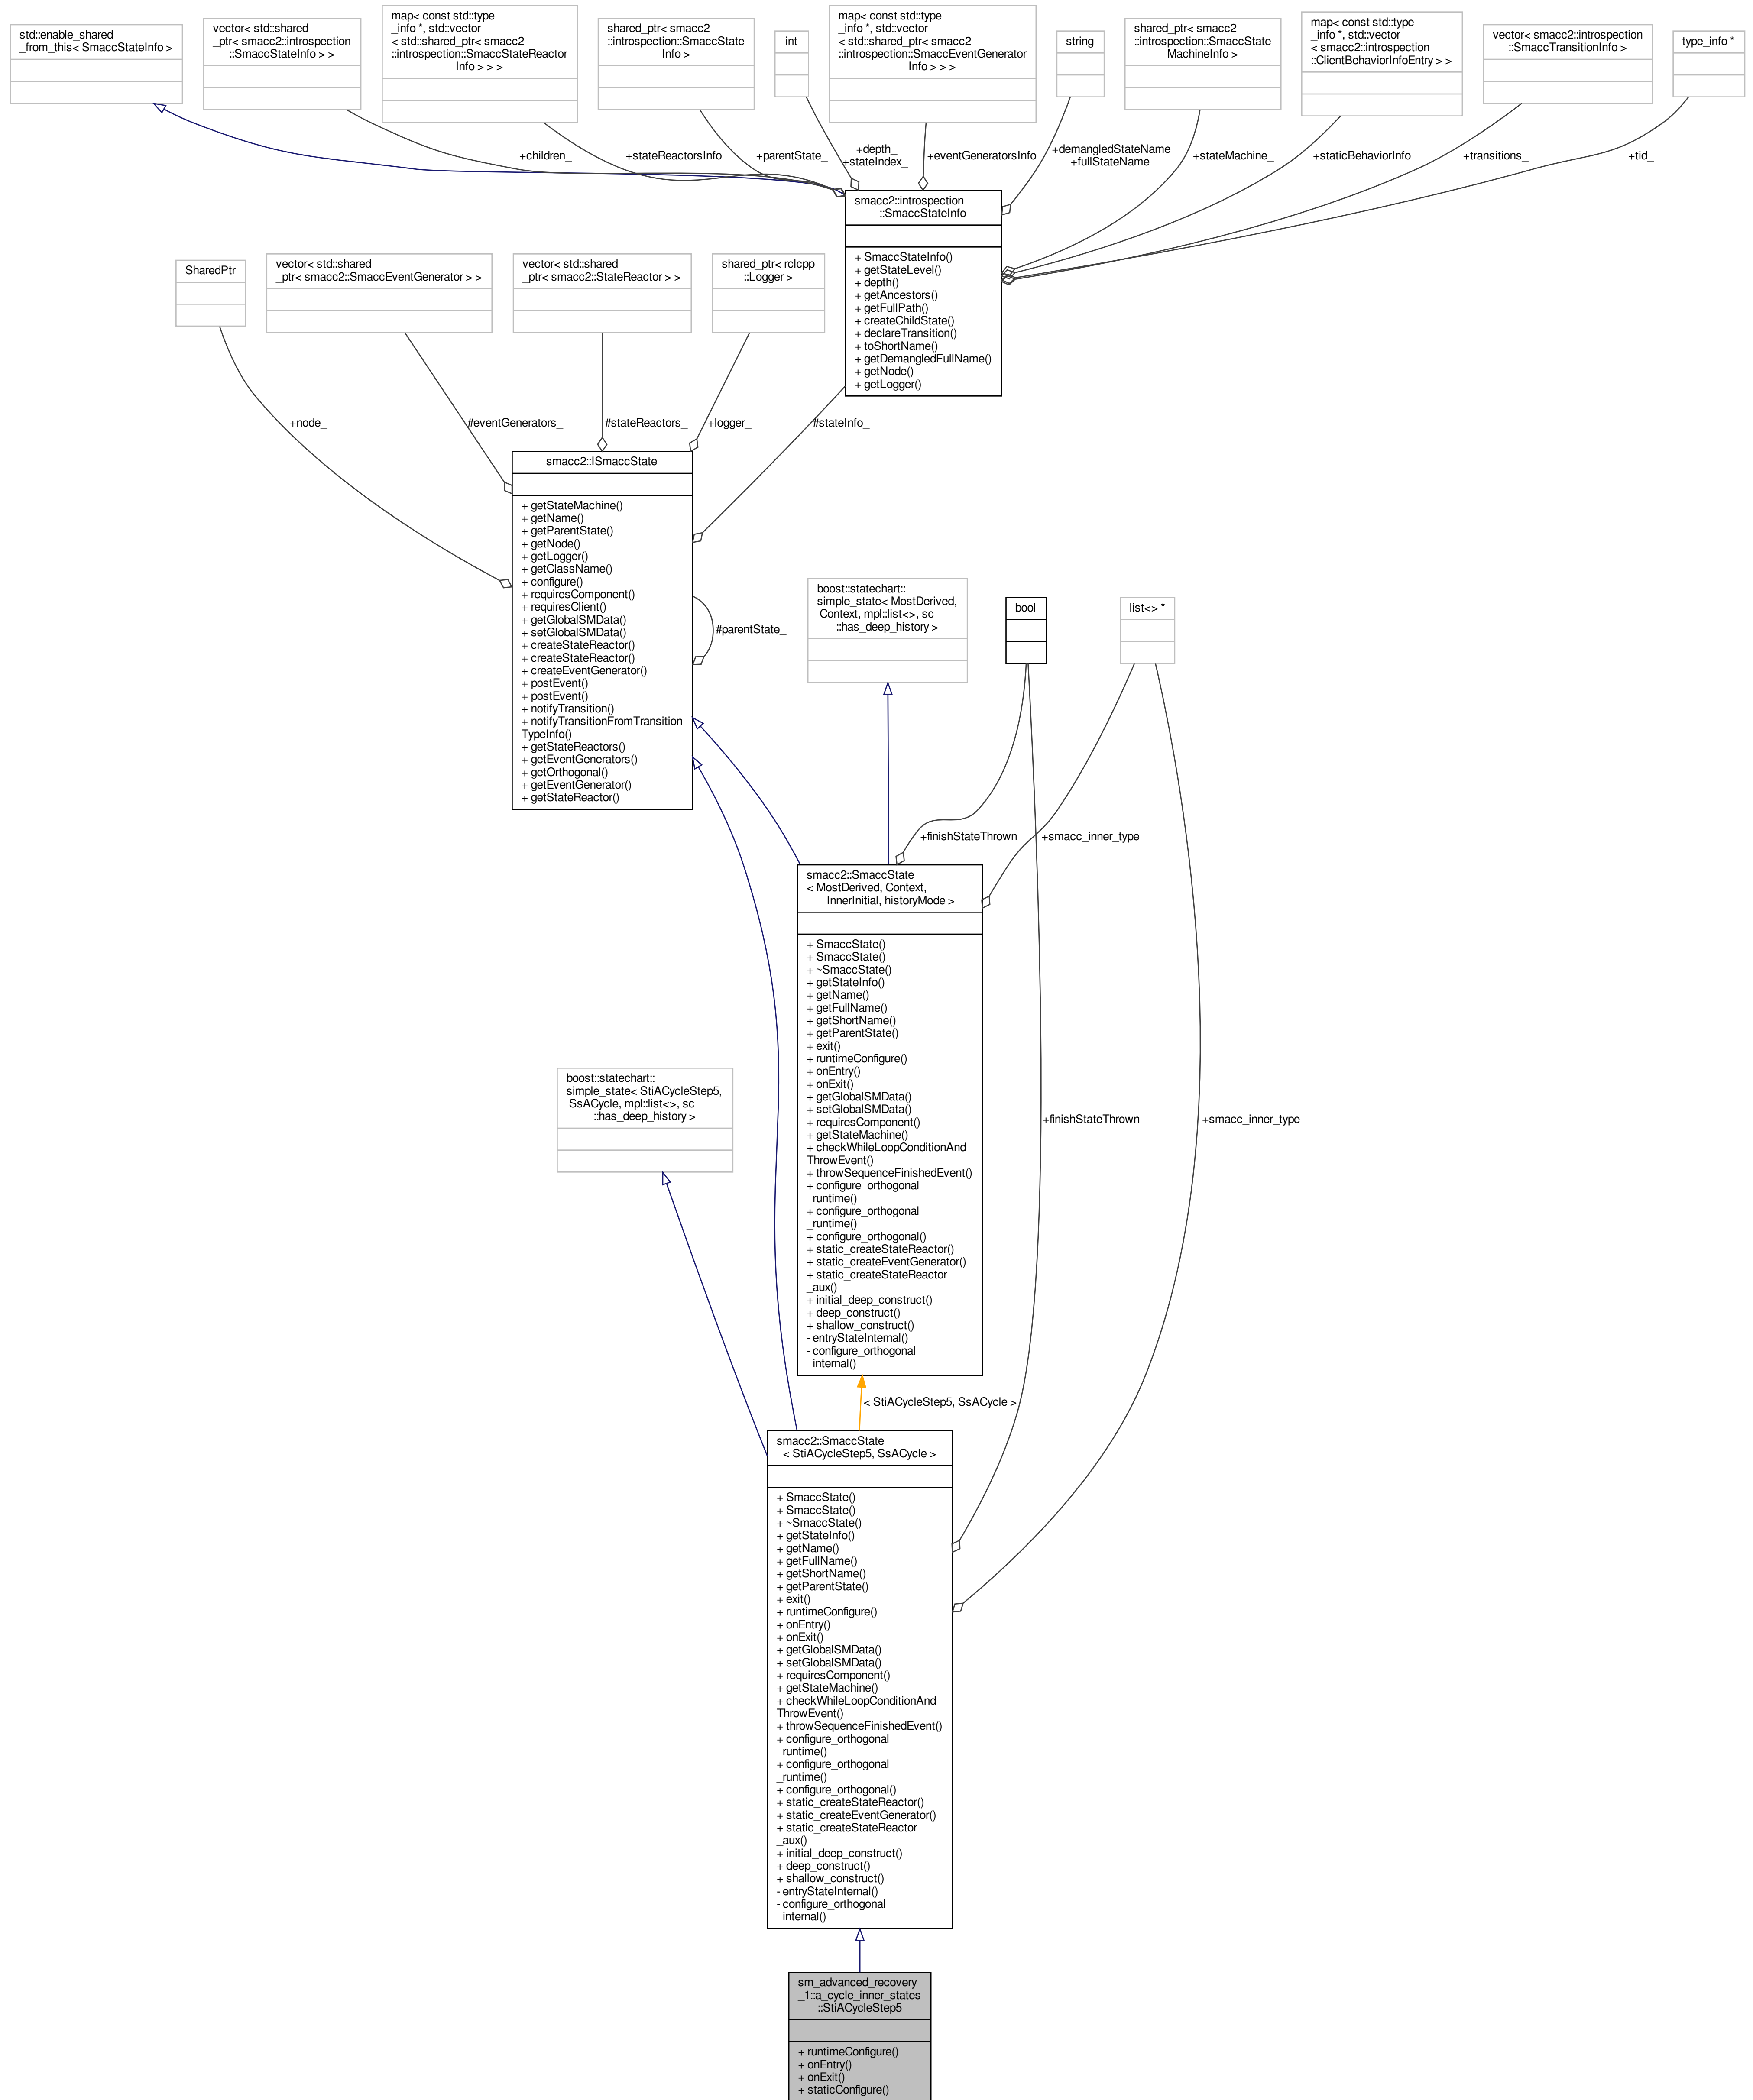 std::enable_shared
_from_this< SmaccStateInfo >
vector< std::shared
_ptr< smacc2::introspection
::SmaccStateInfo > >
map< const std::type
_info *, std::vector
< std::shared_ptr< smacc2
::introspection::SmaccStateReactor
Info > > >
shared_ptr< smacc2
::introspection::SmaccState
Info >
int
map< const std::type
_info *, std::vector
< std::shared_ptr< smacc2
::introspection::SmaccEventGenerator
Info > > >
string
shared_ptr< smacc2
::introspection::SmaccState
MachineInfo >
map< const std::type
_info *, std::vector
< smacc2::introspection
::ClientBehaviorInfoEntry > >
vector< smacc2::introspection
::SmaccTransitionInfo >
type_info *
+children_
+stateReactorsInfo
+parentState_
+depth_
+stateIndex_
+eventGeneratorsInfo
+demangledStateName
+fullStateName
+stateMachine_
+staticBehaviorInfo
+transitions_
+tid_
smacc2::introspection
::SmaccStateInfo
+ SmaccStateInfo()
+ getStateLevel()
+ depth()
+ getAncestors()
+ getFullPath()
+ createChildState()
+ declareTransition()
+ toShortName()
+ getDemangledFullName()
+ getNode()
+ getLogger()
SharedPtr
vector< std::shared
_ptr< smacc2::SmaccEventGenerator > >
vector< std::shared
_ptr< smacc2::StateReactor > >
shared_ptr< rclcpp
::Logger >
+node_
#eventGenerators_
#stateReactors_
+logger_
#stateInfo_
smacc2::ISmaccState
+ getStateMachine()
+ getName()
+ getParentState()
+ getNode()
+ getLogger()
+ getClassName()
+ configure()
+ requiresComponent()
+ requiresClient()
+ getGlobalSMData()
+ setGlobalSMData()
+ createStateReactor()
+ createStateReactor()
+ createEventGenerator()
+ postEvent()
+ postEvent()
+ notifyTransition()
+ notifyTransitionFromTransition
TypeInfo()
+ getStateReactors()
+ getEventGenerators()
+ getOrthogonal()
+ getEventGenerator()
+ getStateReactor()
#parentState_
boost::statechart::
simple_state< MostDerived,
Context, mpl::list<>, sc
::has_deep_history >
bool
list<> *
+finishStateThrown
+smacc_inner_type
smacc2::SmaccState
< MostDerived, Context,
InnerInitial, historyMode >
+ SmaccState()
+ SmaccState()
+ ~SmaccState()
+ getStateInfo()
+ getName()
+ getFullName()
+ getShortName()
+ getParentState()
+ exit()
+ runtimeConfigure()
+ onEntry()
+ onExit()
+ getGlobalSMData()
+ setGlobalSMData()
+ requiresComponent()
+ getStateMachine()
+ checkWhileLoopConditionAnd
ThrowEvent()
+ throwSequenceFinishedEvent()
+ configure_orthogonal
_runtime()
+ configure_orthogonal
_runtime()
+ configure_orthogonal()
+ static_createStateReactor()
+ static_createEventGenerator()
+ static_createStateReactor
_aux()
+ initial_deep_construct()
+ deep_construct()
+ shallow_construct()
- entryStateInternal()
- configure_orthogonal
_internal()
boost::statechart::
simple_state< StiACycleStep5,
SsACycle, mpl::list<>, sc
::has_deep_history >
+finishStateThrown
+smacc_inner_type
< StiACycleStep5, SsACycle >
smacc2::SmaccState
< StiACycleStep5, SsACycle >
+ SmaccState()
+ SmaccState()
+ ~SmaccState()
+ getStateInfo()
+ getName()
+ getFullName()
+ getShortName()
+ getParentState()
+ exit()
+ runtimeConfigure()
+ onEntry()
+ onExit()
+ getGlobalSMData()
+ setGlobalSMData()
+ requiresComponent()
+ getStateMachine()
+ checkWhileLoopConditionAnd
ThrowEvent()
+ throwSequenceFinishedEvent()
+ configure_orthogonal
_runtime()
+ configure_orthogonal
_runtime()
+ configure_orthogonal()
+ static_createStateReactor()
+ static_createEventGenerator()
+ static_createStateReactor
_aux()
+ initial_deep_construct()
+ deep_construct()
+ shallow_construct()
- entryStateInternal()
- configure_orthogonal
_internal()
sm_advanced_recovery
_1::a_cycle_inner_states
::StiACycleStep5
+ runtimeConfigure()
+ onEntry()
+ onExit()
+ staticConfigure()